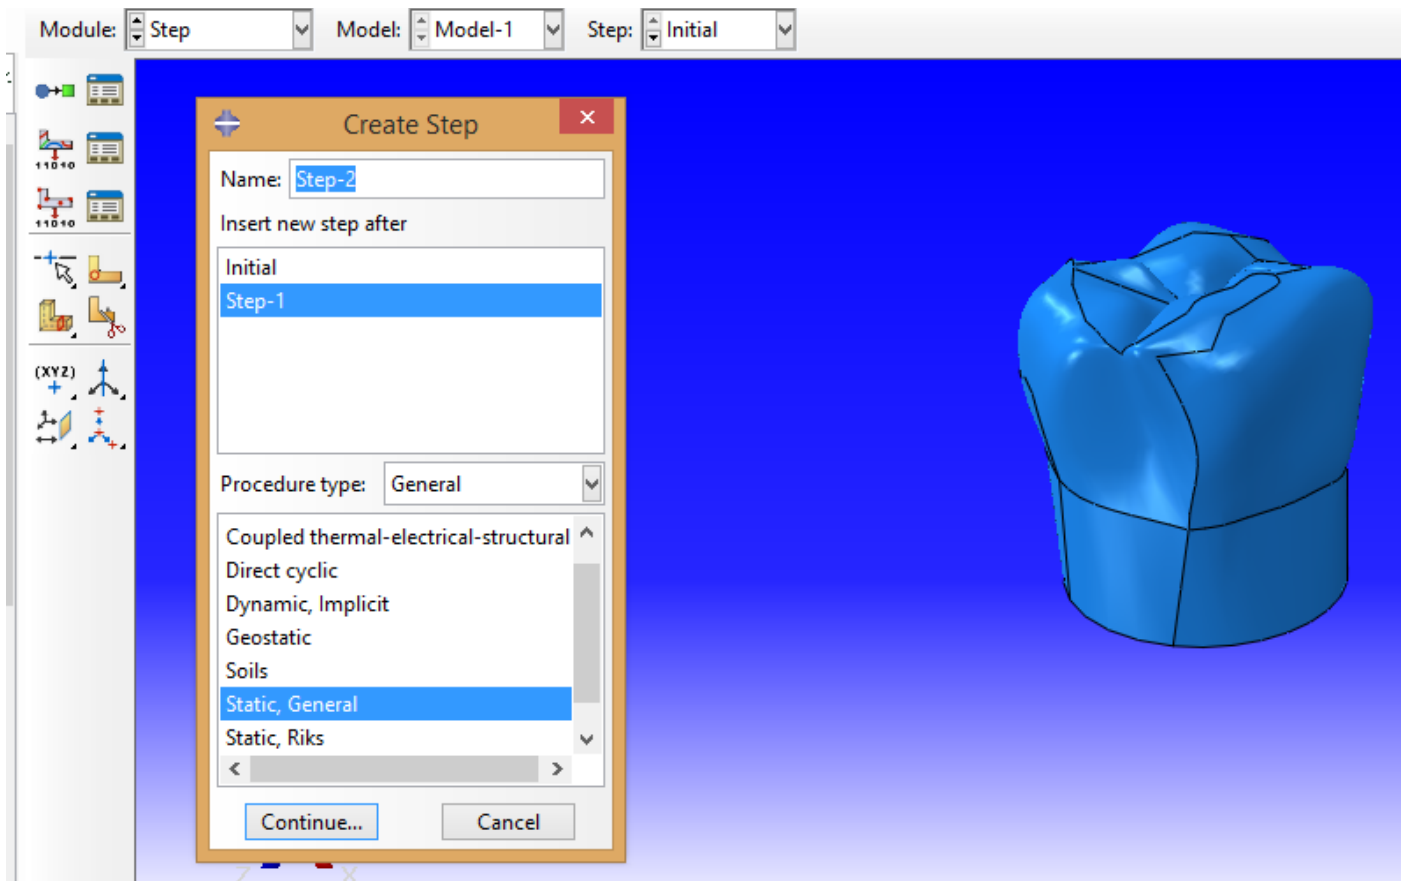 Module: Step Model: Model-1 Step: Initial
Create Step
Name: Step-2
Insert new step after
Initial
Step-1
Procedure type: General
Coupled thermal-electrical-structural
Direct cyclic
Dynamic, Implicit
Geostatic
Soils
Static, General
Static, Riks
Continue... Cancel
11010
11010
(XYZ)
Z X